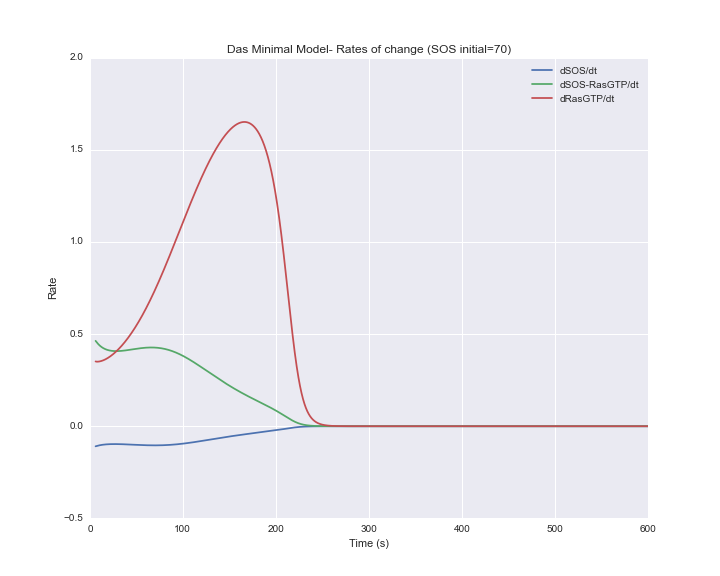 Das Minimal Model- Rates of change (SOS initial=70)
dSOS/dt
dSOS-RasGTP/dt
dRasGTP/dt
2.0
1.5
1.0
0.5
0.0
−0.5
Rate
0 100 200 300 400 500 600
Time (s)